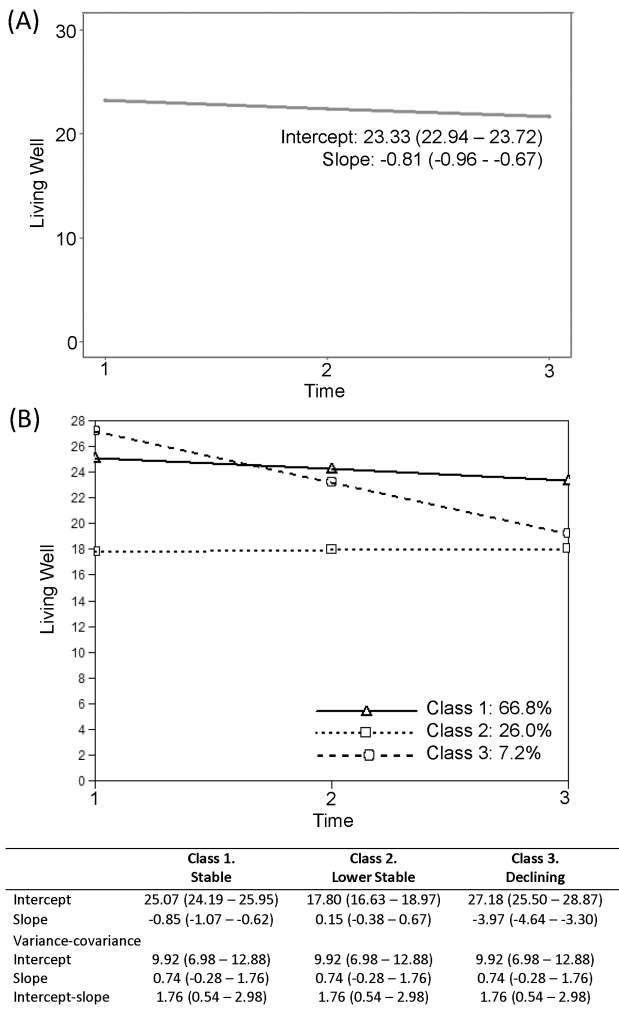 (A)
30
20
10
0
Living Well
Intercept: 23.33 (22.94 – 23.72)
Slope: -0.81 (-0.96 - -0.67)
1 2 3
Time
(B)
28
26
24
22
20
18
16
14
12
10
8
6
4
2
0
Living Well
Class 1: 66.8%
Class 2: 26.0%
Class 3: 7.2%
1 2 3
Time
Class 1. Class 2. Class 3.
Stable Lower Stable Declining
Intercept 25.07 (24.19 – 25.95) 17.80 (16.63 – 18.97) 27.18 (25.50 – 28.87)
Slope -0.85 (-1.07 – -0.62) 0.15 (-0.38 – 0.67) -3.97 (-4.64 – -3.30)
Variance-covariance
Intercept 9.92 (6.98 – 12.88) 9.92 (6.98 – 12.88) 9.92 (6.98 – 12.88)
Slope 0.74 (-0.28 – 1.76) 0.74 (-0.28 – 1.76) 0.74 (-0.28 – 1.76)
Intercept-slope 1.76 (0.54 – 2.98) 1.76 (0.54 – 2.98) 1.76 (0.54 – 2.98)